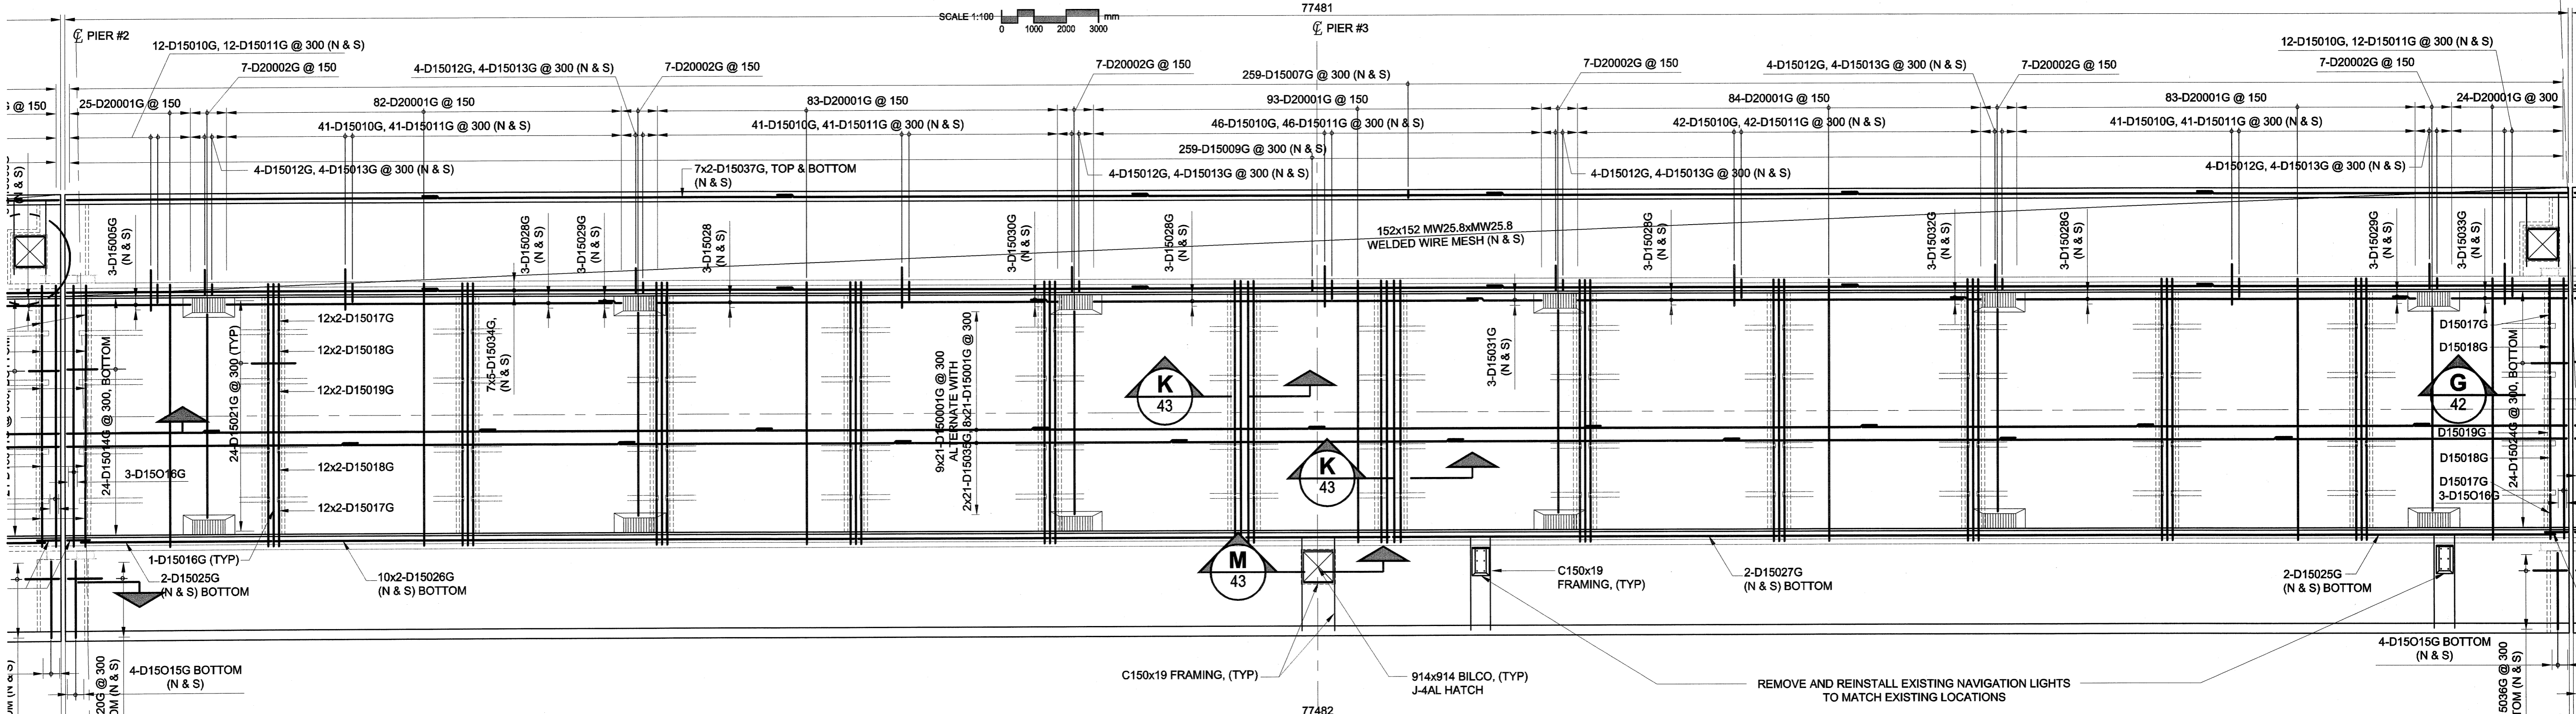 77481
SCALE 1:100
mm
0 1000 2000 3000
℄ PIER #2
℄ PIER #3
12-D15010G, 12-D15011G @ 300 (N & S)
12-D15010G, 12-D15011G @ 300 (N & S)
7-D20002G @ 150
4-D15012G, 4-D15013G @ 300 (N & S)
7-D20002G @ 150
7-D20002G @ 150
259-D15007G @ 300 (N & S)
7-D20002G @ 150
4-D15012G, 4-D15013G @ 300 (N & S)
7-D20002G @ 150
7-D20002G @ 150
G @ 150
25-D20001G @ 150
82-D20001G @ 150
83-D20001G @ 150
93-D20001G @ 150
84-D20001G @ 150
83-D20001G @ 150
24-D20001G @ 300
41-D15010G, 41-D15011G @ 300 (N & S)
41-D15010G, 41-D15011G @ 300 (N & S)
46-D15010G, 46-D15011G @ 300 (N & S)
42-D15010G, 42-D15011G @ 300 (N & S)
41-D15010G, 41-D15011G @ 300 (N & S)
259-D15009G @ 300 (N & S)
4-D15012G, 4-D15013G @ 300 (N & S)
7x2-D15037G, TOP & BOTTOM
(N & S)
4-D15012G, 4-D15013G @ 300 (N & S)
4-D15012G, 4-D15013G @ 300 (N & S)
4-D15012G, 4-D15013G @ 300 (N & S)
(N & S)
3-D15005G
(N & S)
3-D15028G
(N & S)
3-D15029G
(N & S)
3-D15028
(N & S)
3-D15030G
(N & S)
3-D15028G
(N & S)
152x152 MW25.8xMW25.8
WELDED WIRE MESH (N & S)
3-D15028G
(N & S)
3-D15032G
(N & S)
3-D15028G
(N & S)
3-D15029G
(N & S)
3-D15033G
(N & S)
24-D15014G @ 300, BOTTOM
24-D15021G @ 300 (TYP)
12x2-D15017G
12x2-D15018G
12x2-D15019G
12x2-D15018G
12x2-D15017G
7x5-D15034G,
(N & S)
9x21-D15001G @ 300
ALTERNATE WITH
2x21-D15035G, 8x21-D15001G @ 300
K
43
K
43
M
43
3-D15031G
(N & S)
D15017G
D15018G
G
42
D15019G
D15018G
D15017G
3-D15O16G
24-D15024G @ 300, BOTTOM
3-D15O16G
1-D15016G (TYP)
2-D15025G
(N & S) BOTTOM
10x2-D15026G
(N & S) BOTTOM
C150x19
FRAMING, (TYP)
2-D15027G
(N & S) BOTTOM
2-D15025G
(N & S) BOTTOM
4-D15O15G BOTTOM
(N & S)
20G @ 300
OM (N & S)
OM (N & S)
C150x19 FRAMING, (TYP)
914x914 BILCO, (TYP)
J-4AL HATCH
REMOVE AND REINSTALL EXISTING NAVIGATION LIGHTS
TO MATCH EXISTING LOCATIONS
4-D15O15G BOTTOM
(N & S)
5036G @ 300
TOM (N & S)
77482